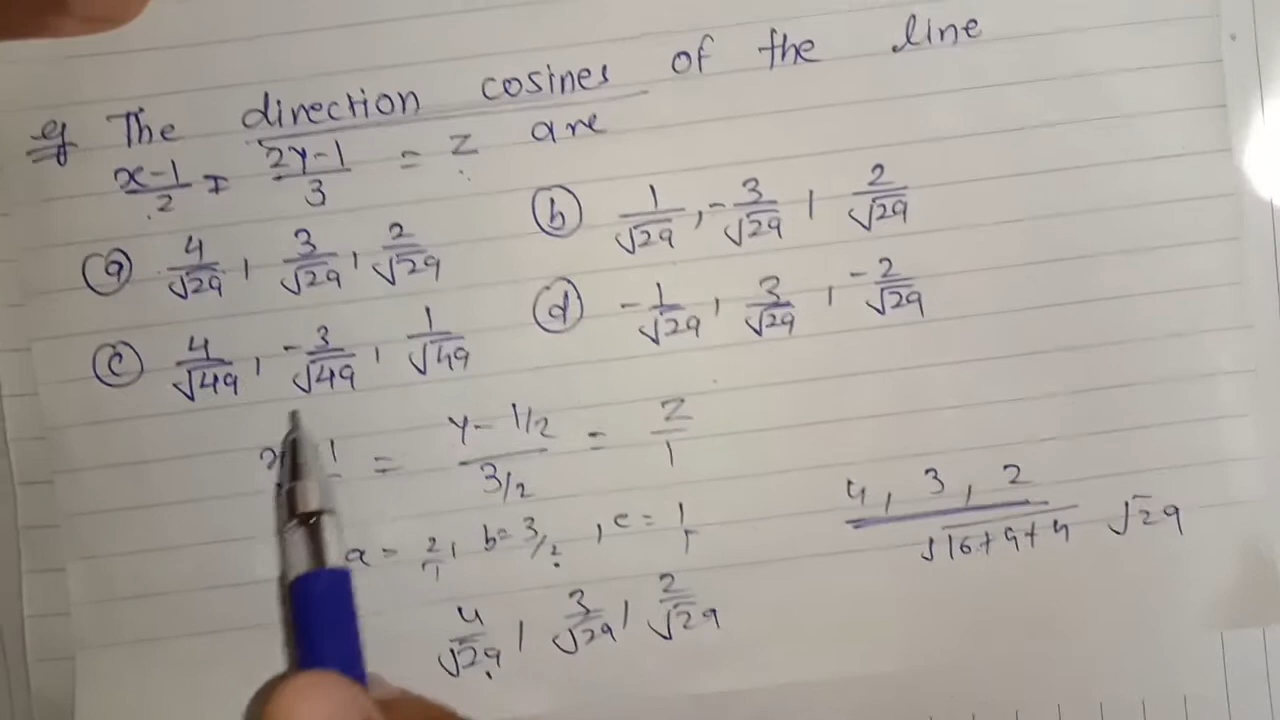 eg The direction cosines of the line
x-1/2 = 2y-1/3 = z are
(a) 4/√29, 3/√29, 2/√29 (b) 1/√29, -3/√29, 2/√29
(c) 4/√49, -3/√49, 1/√49 (d) -1/√29, 3/√29, -2/√29
1 = y-1/2 / 3/2 = z/1
a = 2/1, b = 3/2, c = 1/1
4, 3, 2
√16+9+4 √29
4/√29, 3/√29, 2/√29